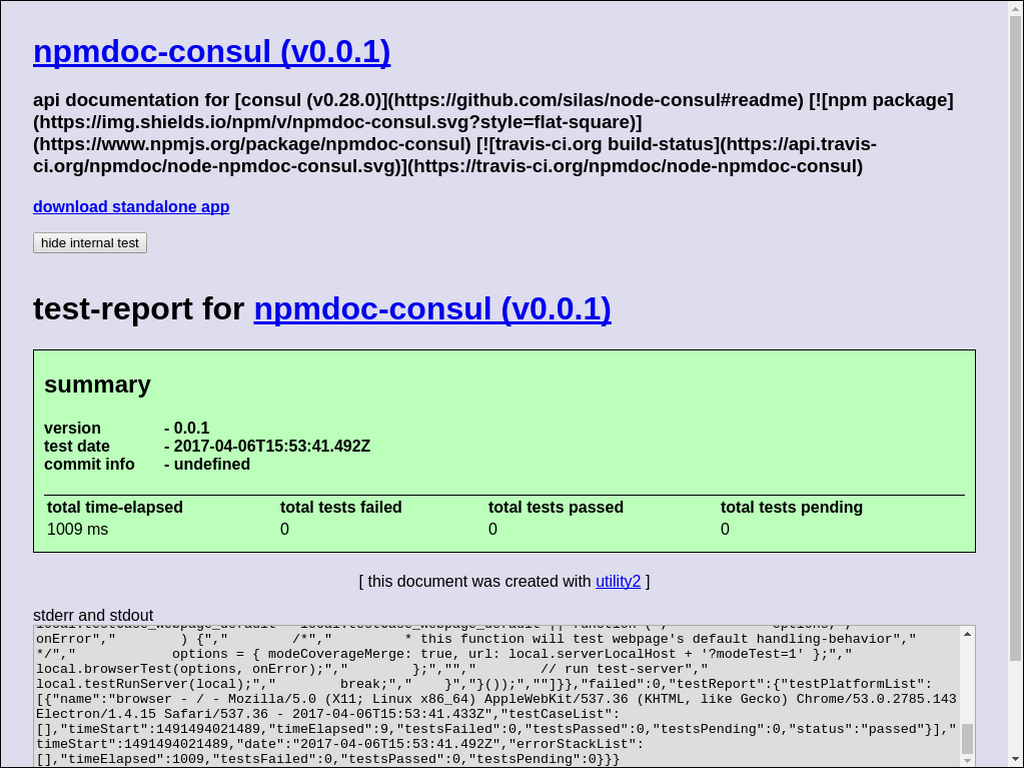 npmdoc-consul (v0.0.1)
api documentation for [consul (v0.28.0)](https://github.com/silas/node-consul#readme) [![npm package]
(https://img.shields.io/npm/v/npmdoc-consul.svg?style=flat-square)]
(https://www.npmjs.org/package/npmdoc-consul) [![travis-ci.org build-status](https://api.travis-
ci.org/npmdoc/node-npmdoc-consul.svg)](https://travis-ci.org/npmdoc/node-npmdoc-consul)
download standalone app
hide internal test
test-report for npmdoc-consul (v0.0.1)
summary
version - 0.0.1
test date - 2017-04-06T15:53:41.492Z
commit info - undefined
total time-elapsed total tests failed total tests passed total tests pending
1009 ms 0 0 0
[ this document was created with utility2 ]
stderr and stdout
onError","        ) {","        /*","         * this function will test webpage's default handling-behavior","
*/","            options = { modeCoverageMerge: true, url: local.serverLocalHost + '?modeTest=1' };","
local.browserTest(options, onError);","        };","","        // run test-server","
local.testRunServer(local);","        break;","    }","}());",""]}},"failed":0,"testReport":{"testPlatformList":
[{"name":"browser - / - Mozilla/5.0 (X11; Linux x86_64) AppleWebKit/537.36 (KHTML, like Gecko) Chrome/53.0.2785.143
Electron/1.4.15 Safari/537.36 - 2017-04-06T15:53:41.433Z","testCaseList":
[],"timeStart":1491494021489,"timeElapsed":9,"testsFailed":0,"testsPassed":0,"testsPending":0,"status":"passed"}],"
timeStart":1491494021489,"date":"2017-04-06T15:53:41.492Z","errorStackList":
[],"timeElapsed":1009,"testsFailed":0,"testsPassed":0,"testsPending":0}}}